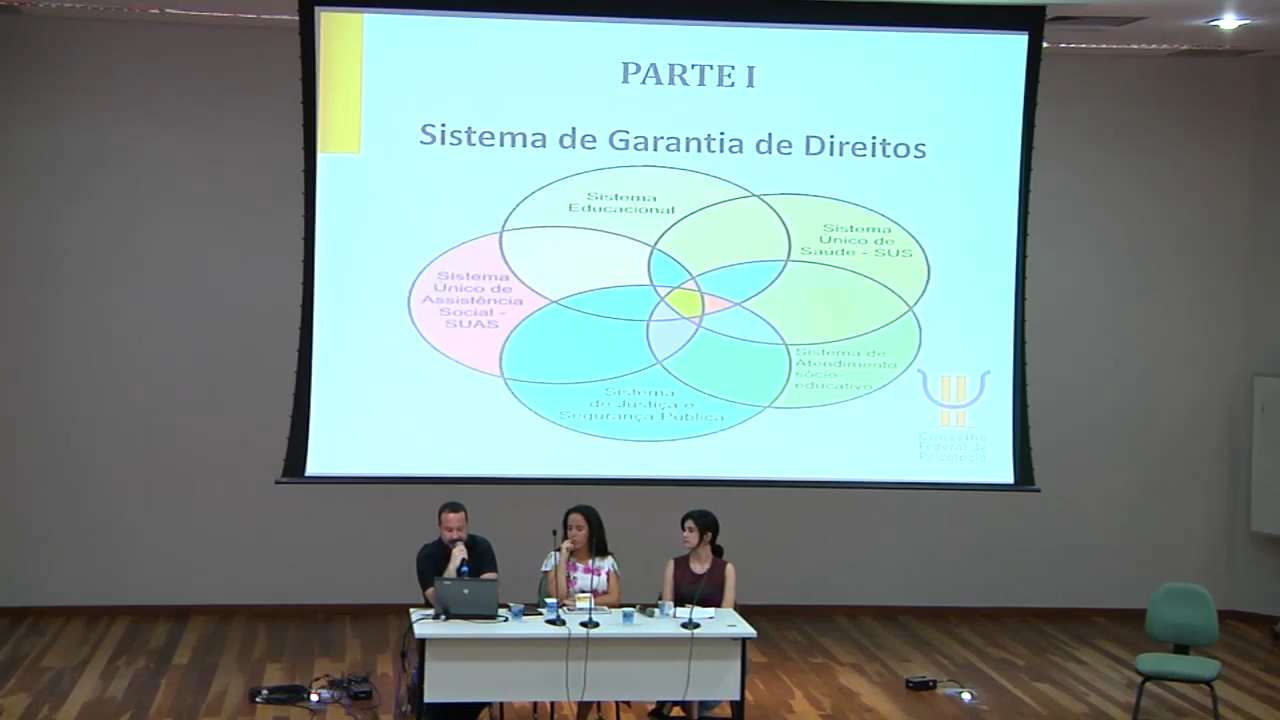 PARTE I
Sistema de Garantia de Direitos
Sistema
Educacional
Sistema
Único de
Saúde - SUS
Sistema
Único de
Assistência
Social -
SUAS
Sistema de
Atendimento
sócio-
educativo
Sistema
de Justiça e
Segurança Pública
Conselho
Federal de
Psicologia